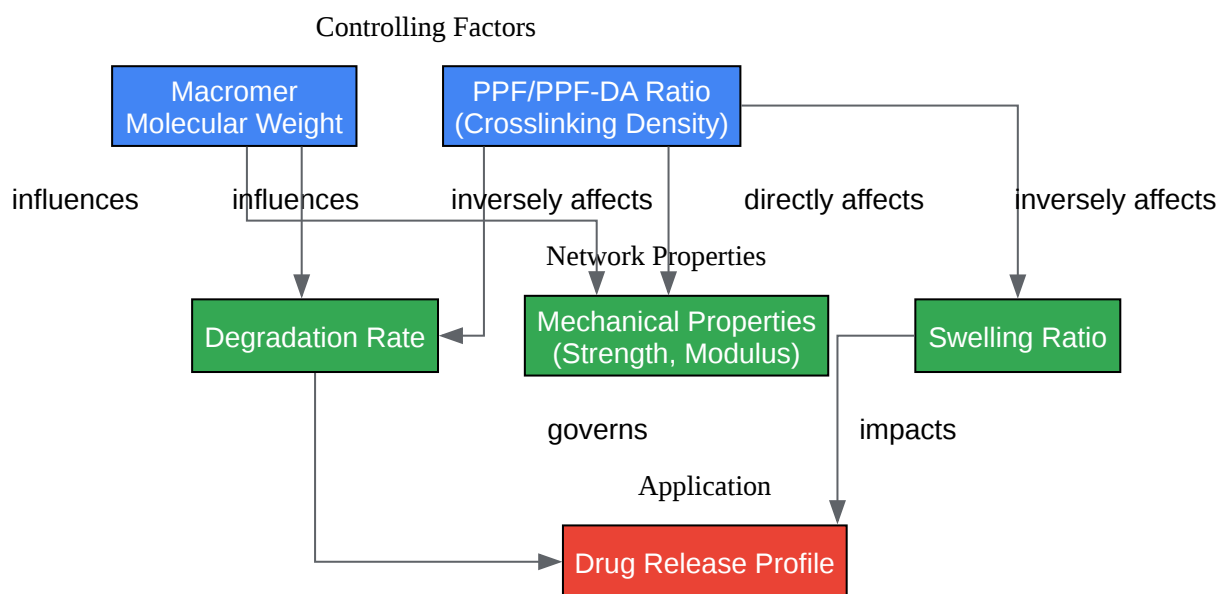 Controlling Factors
Macromer
Molecular Weight
PPF/PPF-DA Ratio
(Crosslinking Density)
influences
influences
inversely affects
directly affects
inversely affects
Network Properties
Degradation Rate
Mechanical Properties
(Strength, Modulus)
Swelling Ratio
governs
impacts
Application
Drug Release Profile